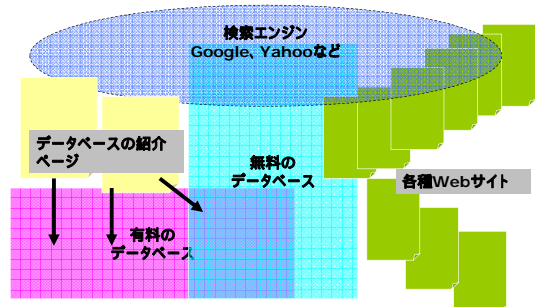 検索エンジン
Google、Yahooなど
データベースの紹介
ページ
無料の
データベース
各種Webサイト
有料の
データベース